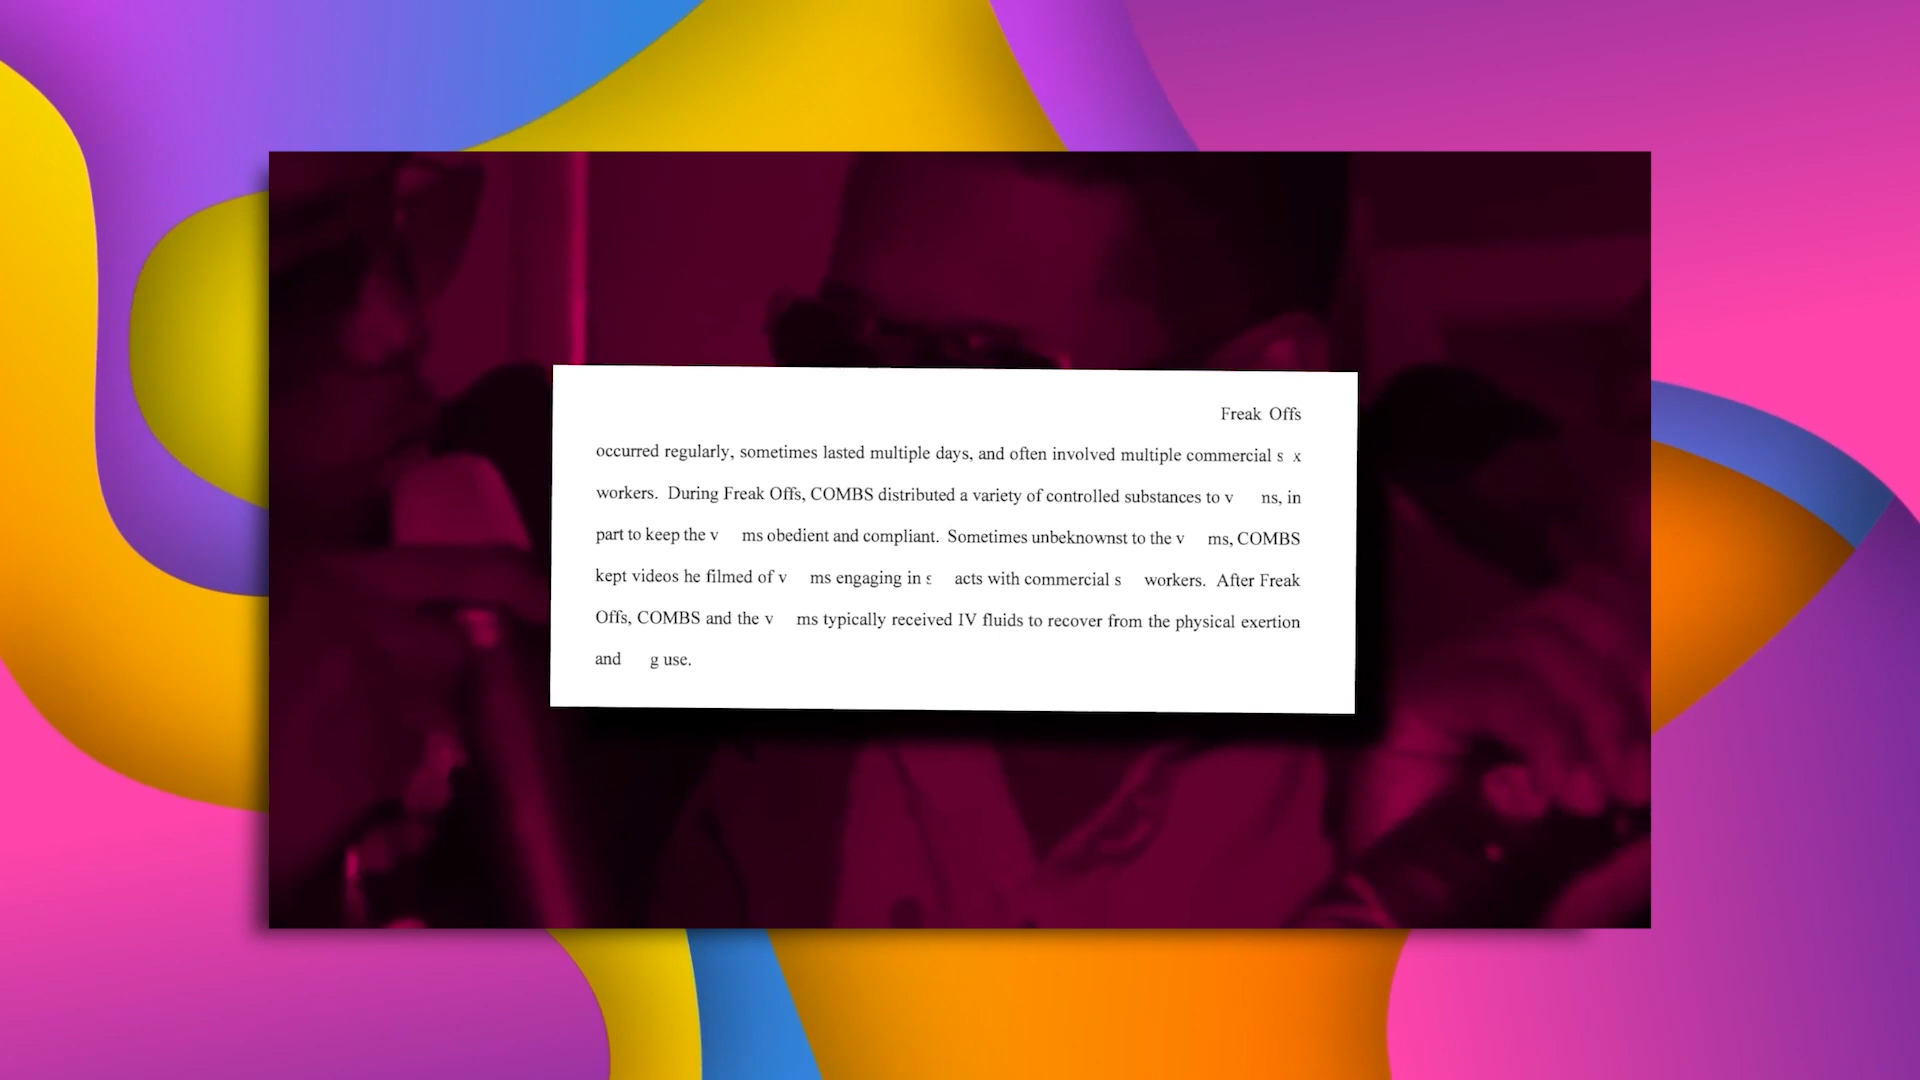 Freak Offs
occurred regularly, sometimes lasted multiple days, and often involved multiple commercial s x
workers. During Freak Offs, COMBS distributed a variety of controlled substances to v ns, in
part to keep the v ms obedient and compliant. Sometimes unbeknownst to the v ms, COMBS
kept videos he filmed of v ms engaging in s acts with commercial s workers. After Freak
Offs, COMBS and the v ms typically received IV fluids to recover from the physical exertion
and g use.